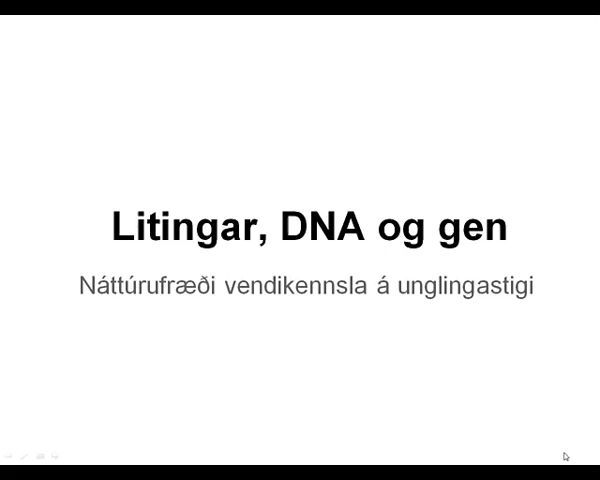 Litingar, DNA og gen
Náttúrufræði vendikennsla á unglingastigi